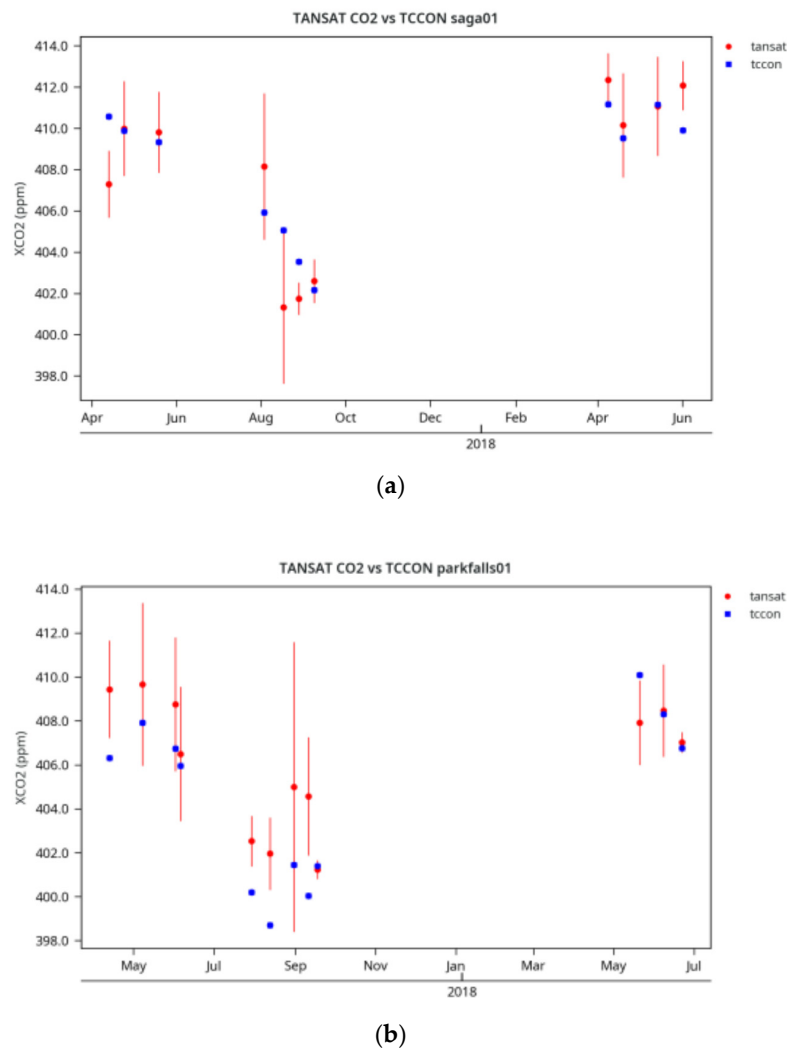 TANSAT CO2 vs TCCON saga01
414.0
412.0
410.0
408.0
406.0
404.0
402.0
400.0
398.0
XCO2 (ppm)
tansat
tccon
Apr Jun Aug Oct Dec Feb Apr Jun
2018
(a)
TANSAT CO2 vs TCCON parkfalls01
414.0
412.0
410.0
408.0
406.0
404.0
402.0
400.0
398.0
XCO2 (ppm)
tansat
tccon
May Jul Sep Nov Jan Mar May Jul
2018
(b)